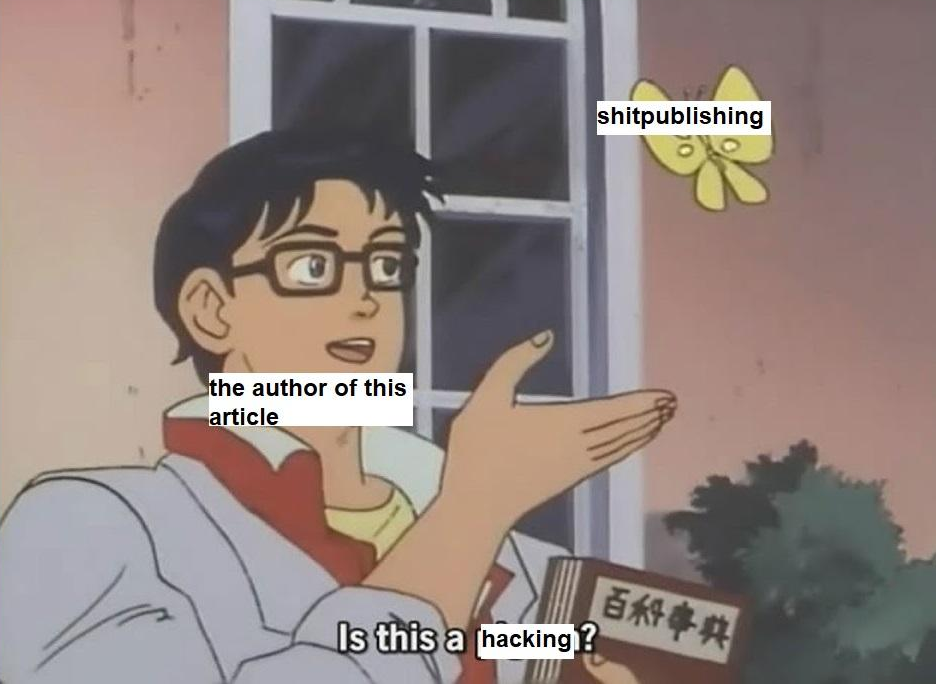 shitpublishing
the author of this
article
Is this a hacking?
百科事典